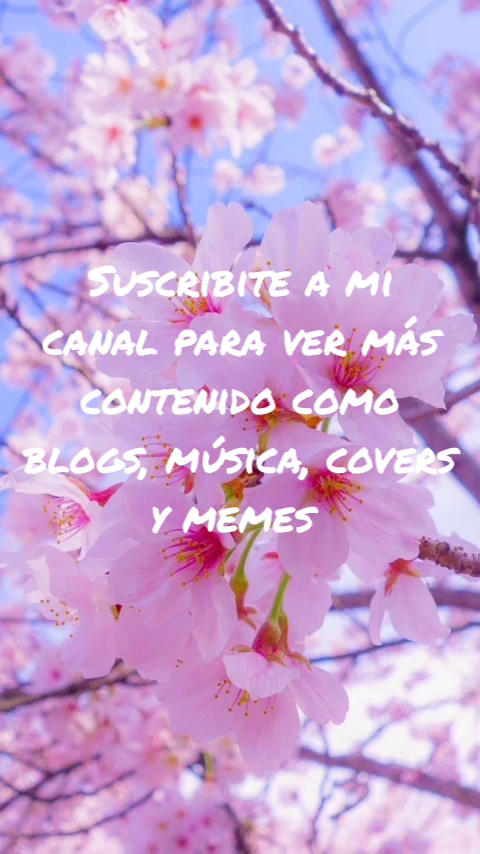 Suscribite a mi
canal para ver más
contenido como
blogs, música, covers
y memes